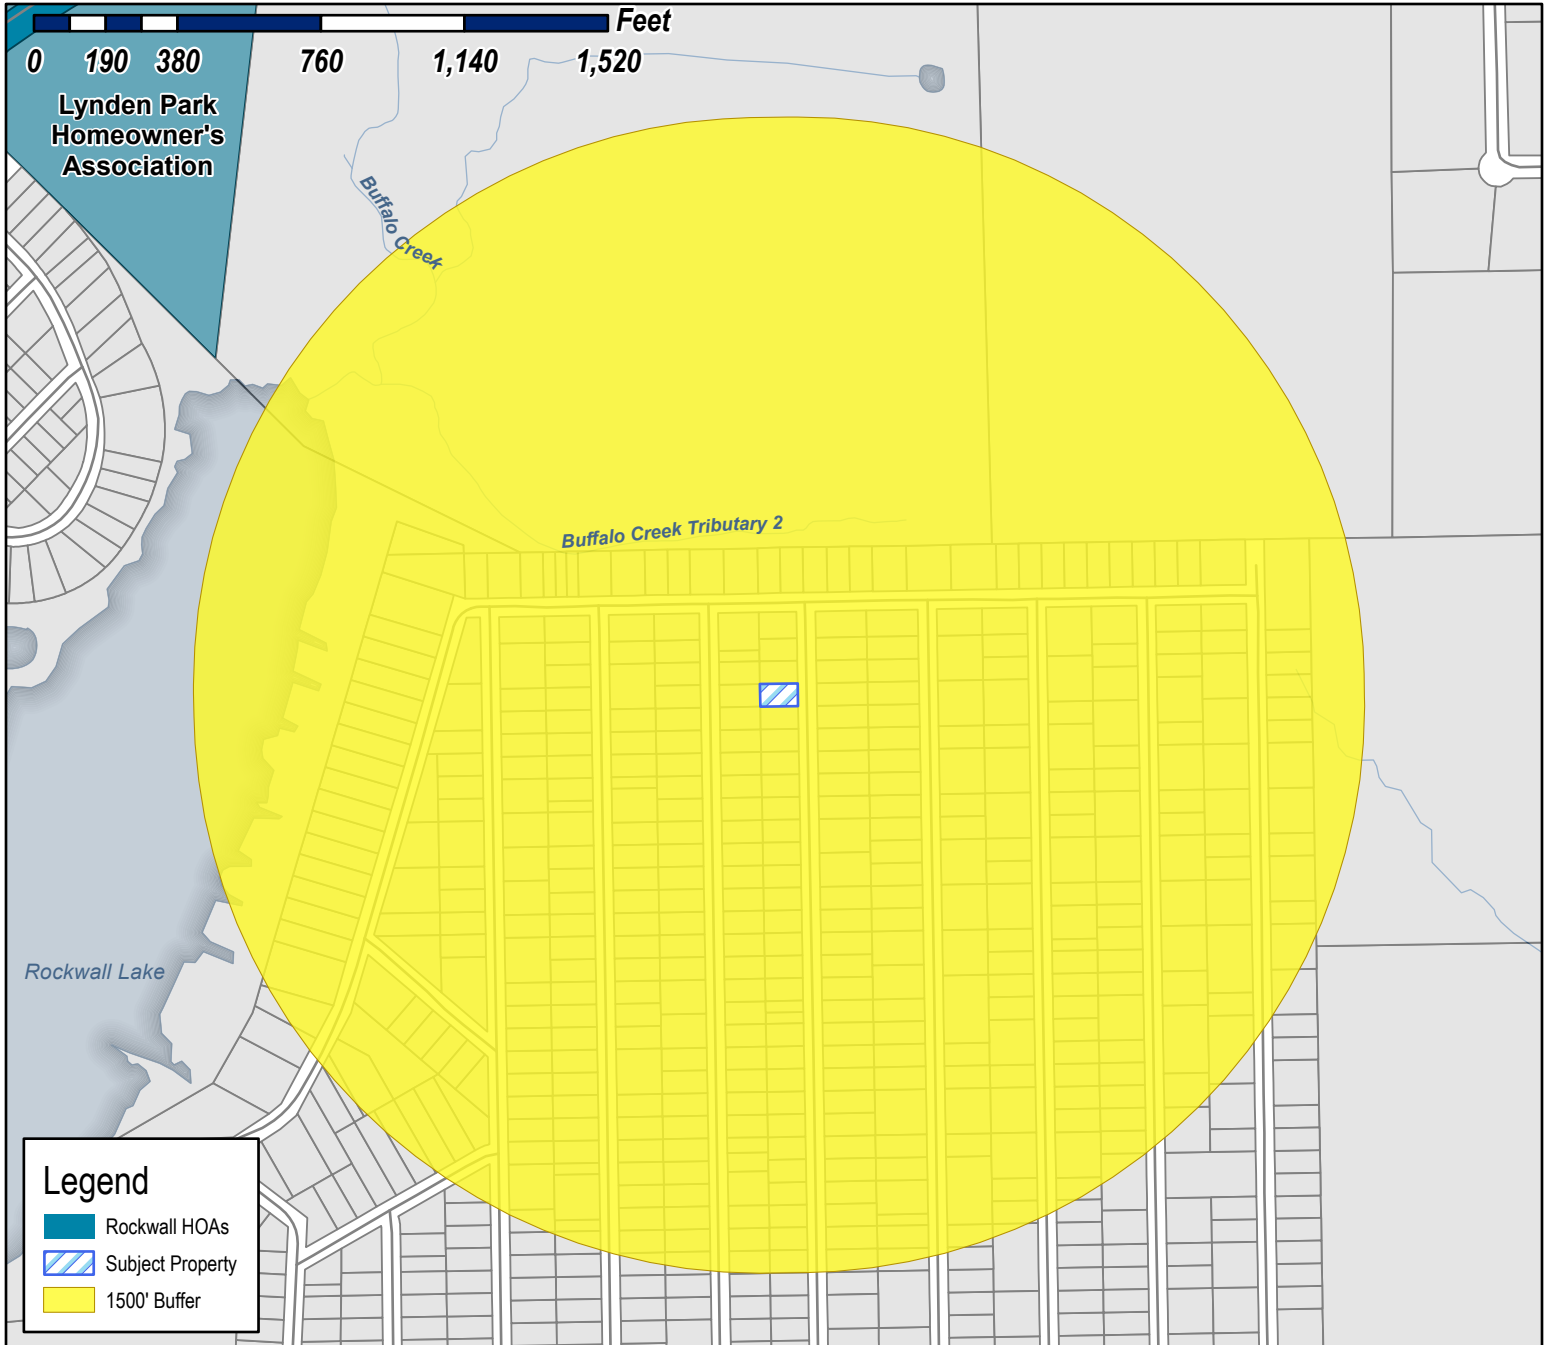 Feet
0 190 380 760 1,140 1,520
Lynden Park
Homeowner's
Association
Buffalo Creek
Buffalo Creek Tributary 2
Rockwall Lake
Legend
Rockwall HOAs
Subject Property
1500' Buffer